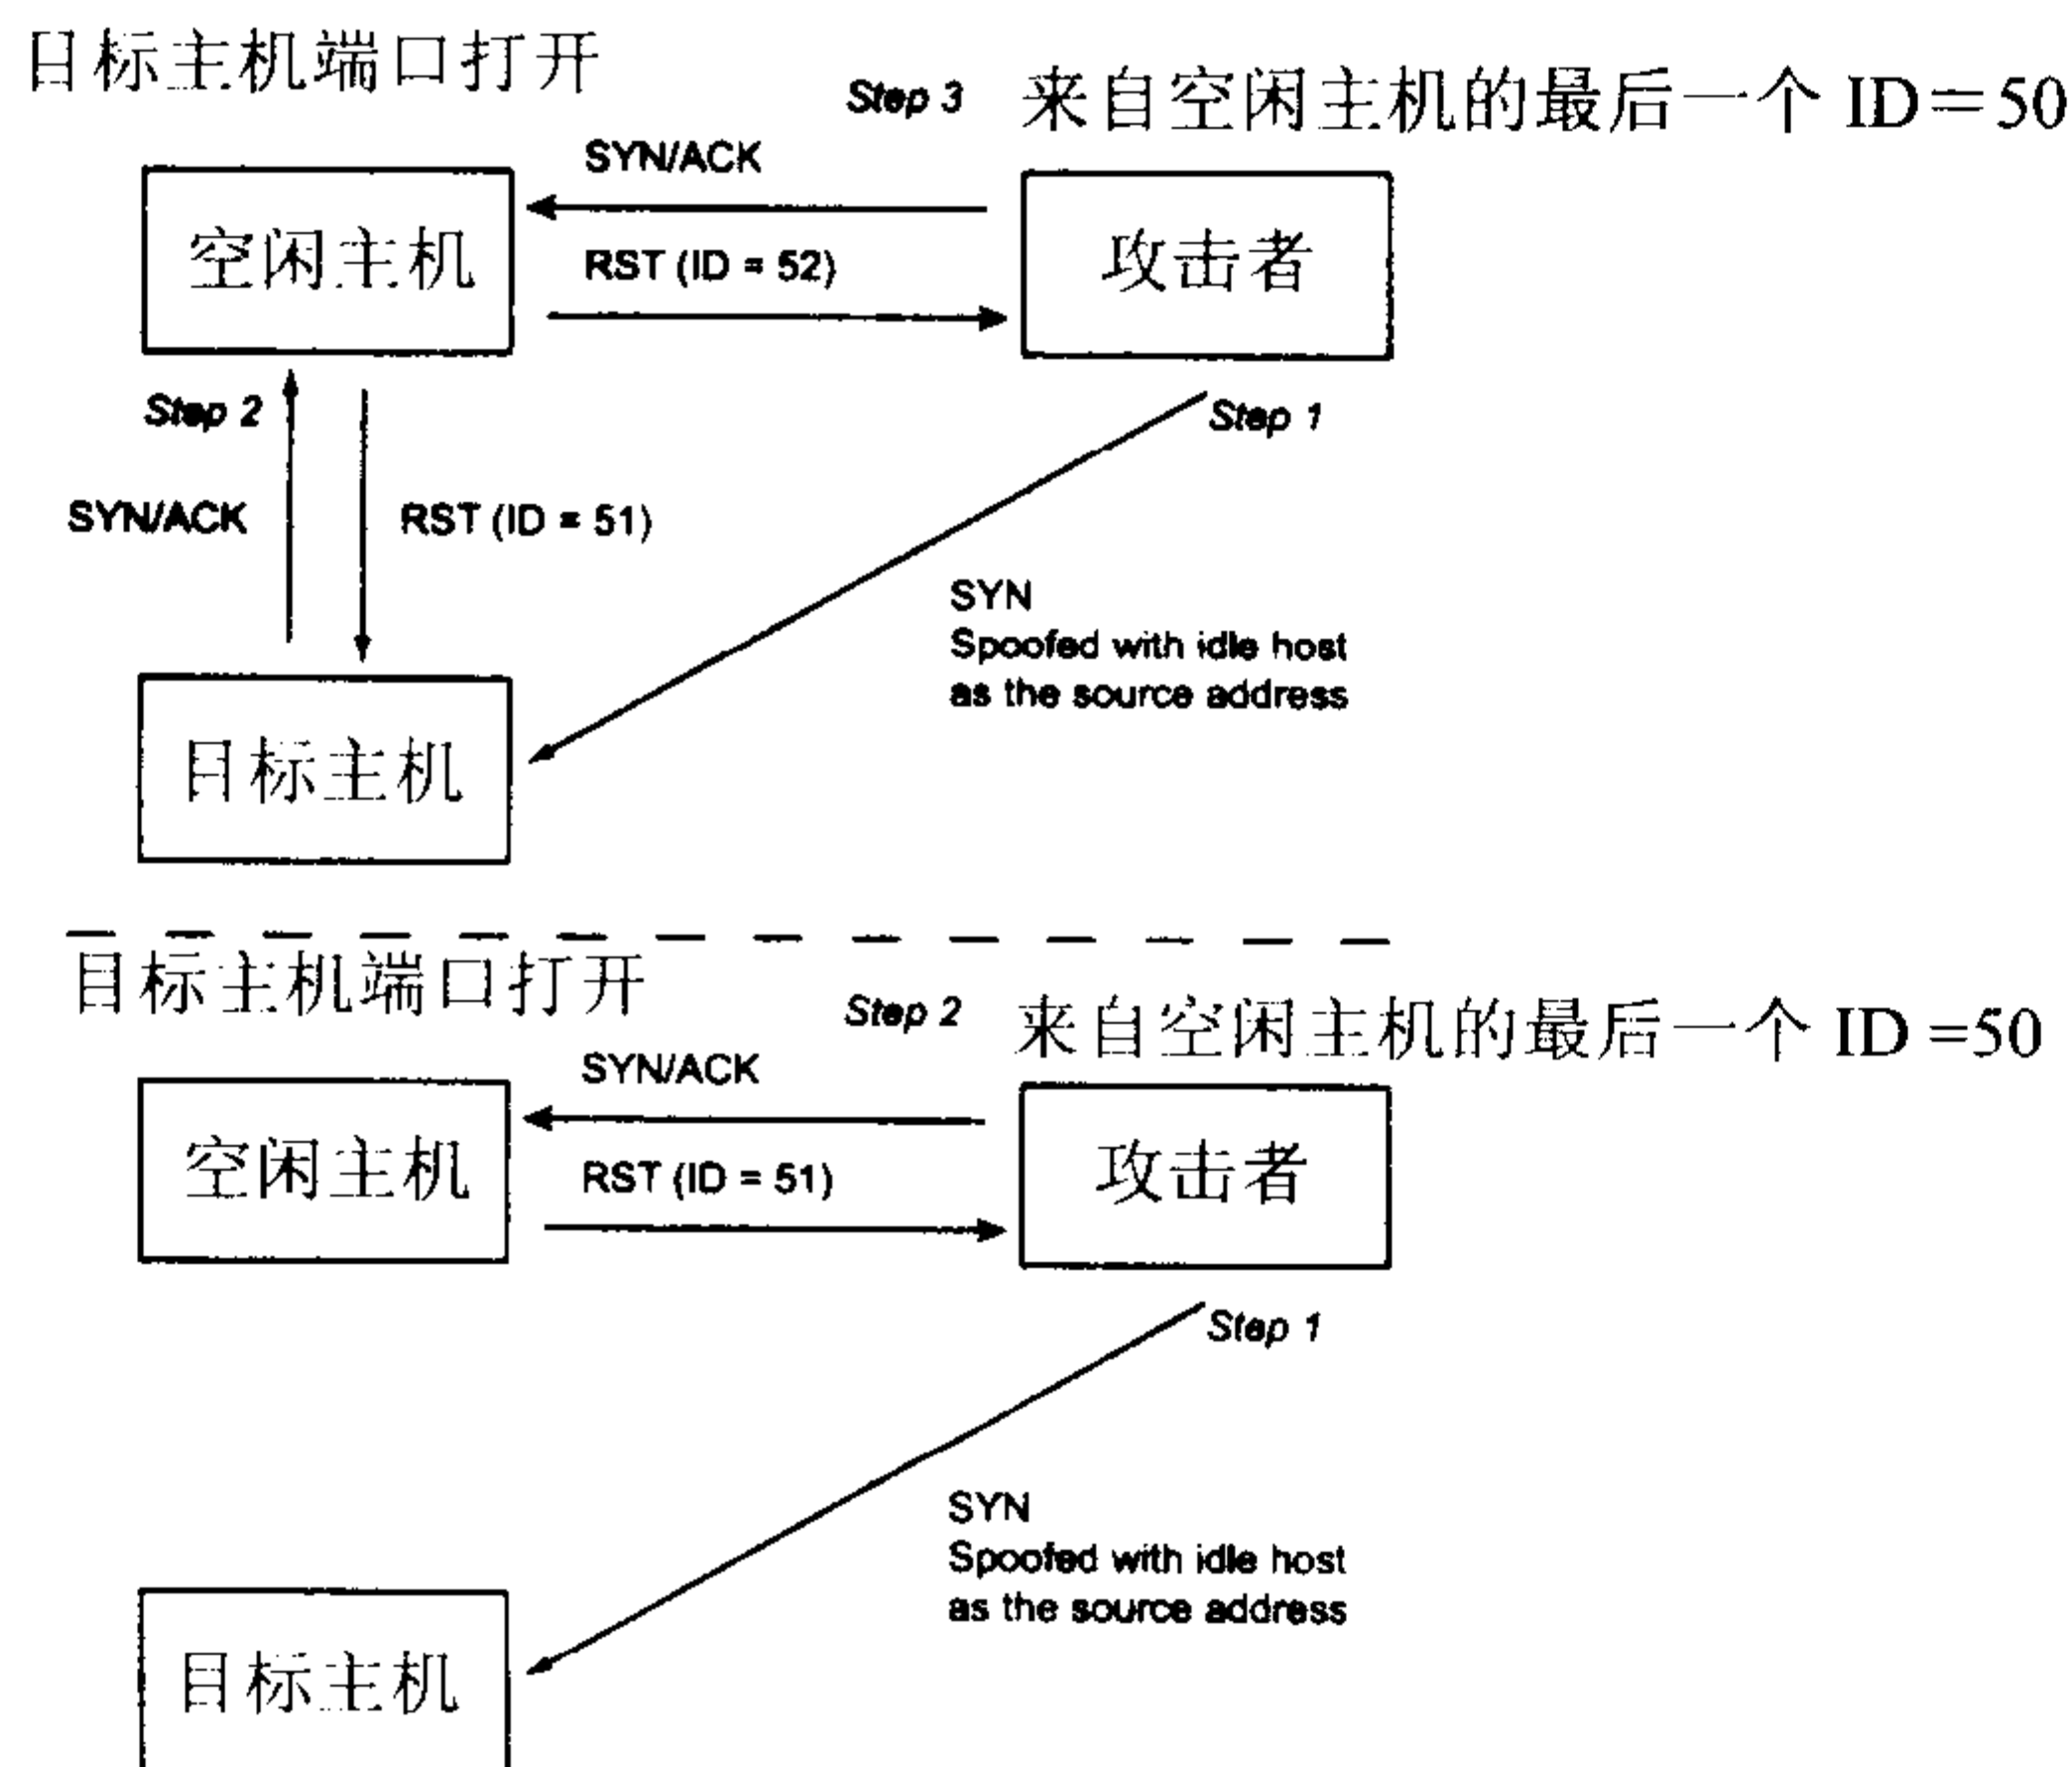 目标主机端口打开
Step 3 来自空闲主机的最后一个 ID＝50
SYN/ACK
空闲主机
RST (ID = 52)
攻击者
Step 2
Step 1
SYN/ACK
RST (ID = 51)
SYN
Spoofed with idle host
as the source address
目标主机
目标主机端口打开
Step 2 来自空闲主机的最后一个 ID =50
SYN/ACK
空闲主机
RST (ID = 51)
攻击者
Step 1
SYN
Spoofed with idle host
as the source address
目标主机